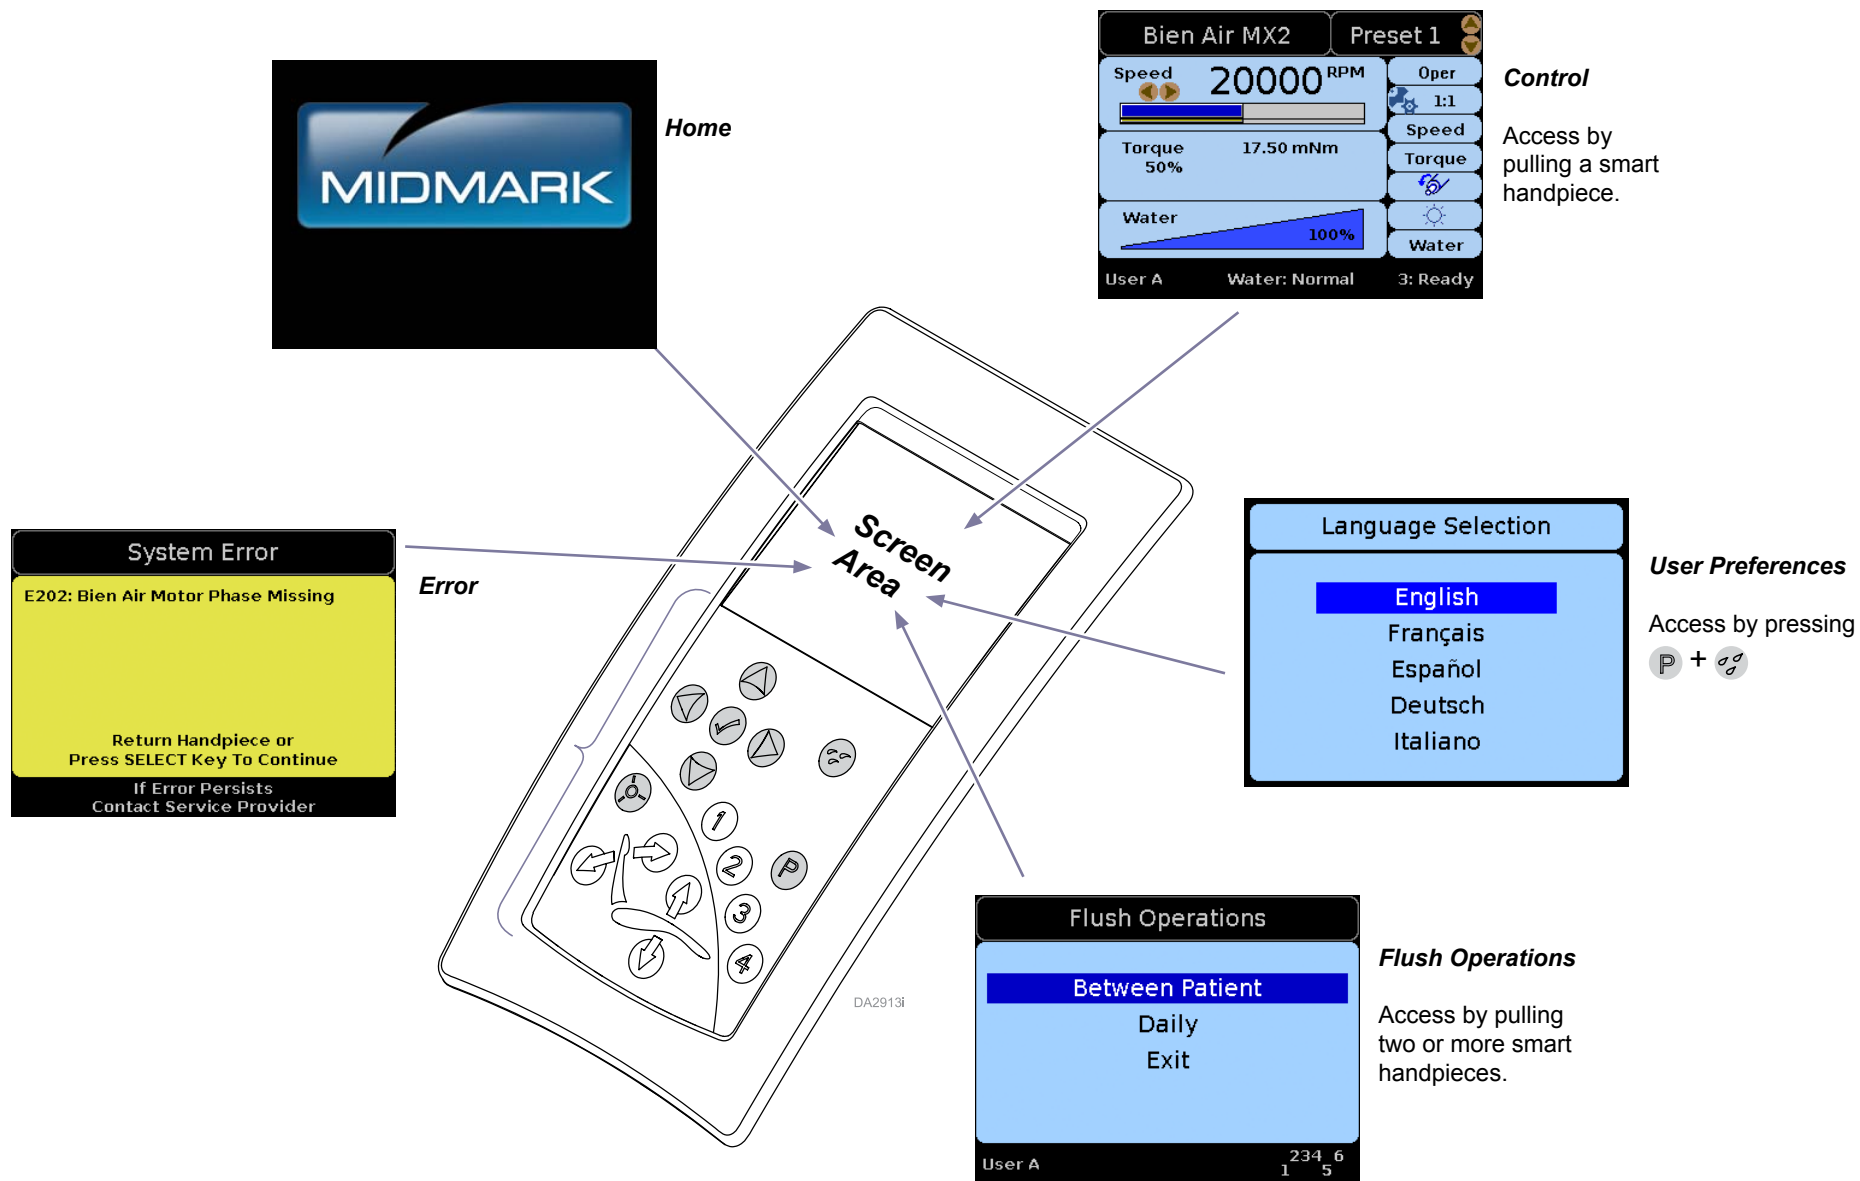 MIDMARK
Home
Bien Air MX2
Preset 1
Speed
20000 RPM
Torque
50%
17.50 mNm
Water
100%
Oper
1:1
Speed
Torque
Water
User A
Water: Normal
3: Ready
Control
Access by
pulling a smart
handpiece.
System Error
E202: Bien Air Motor Phase Missing
Return Handpiece or
Press SELECT Key To Continue
If Error Persists
Contact Service Provider
Error
Screen
Area
Language Selection
English
Français
Español
Deutsch
Italiano
User Preferences
Access by pressing
P +
1
2
P
3
4
DA2913i
Flush Operations
Between Patient
Daily
Exit
User A
1 234 5 6
Flush Operations
Access by pulling
two or more smart
handpieces.